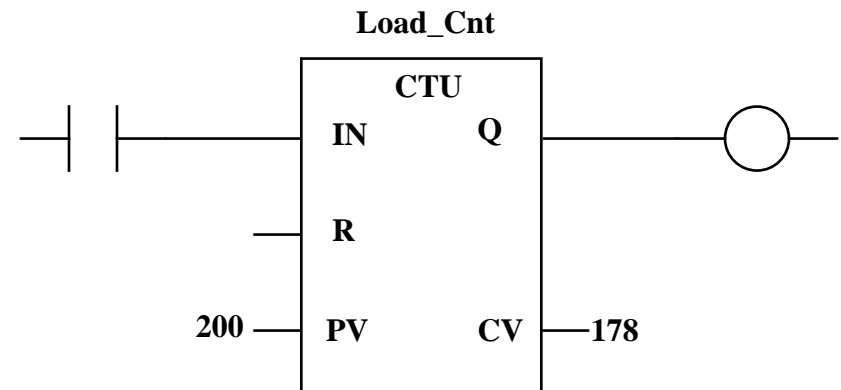 Load_Cnt
CTU
IN Q
R
200 PV CV 178